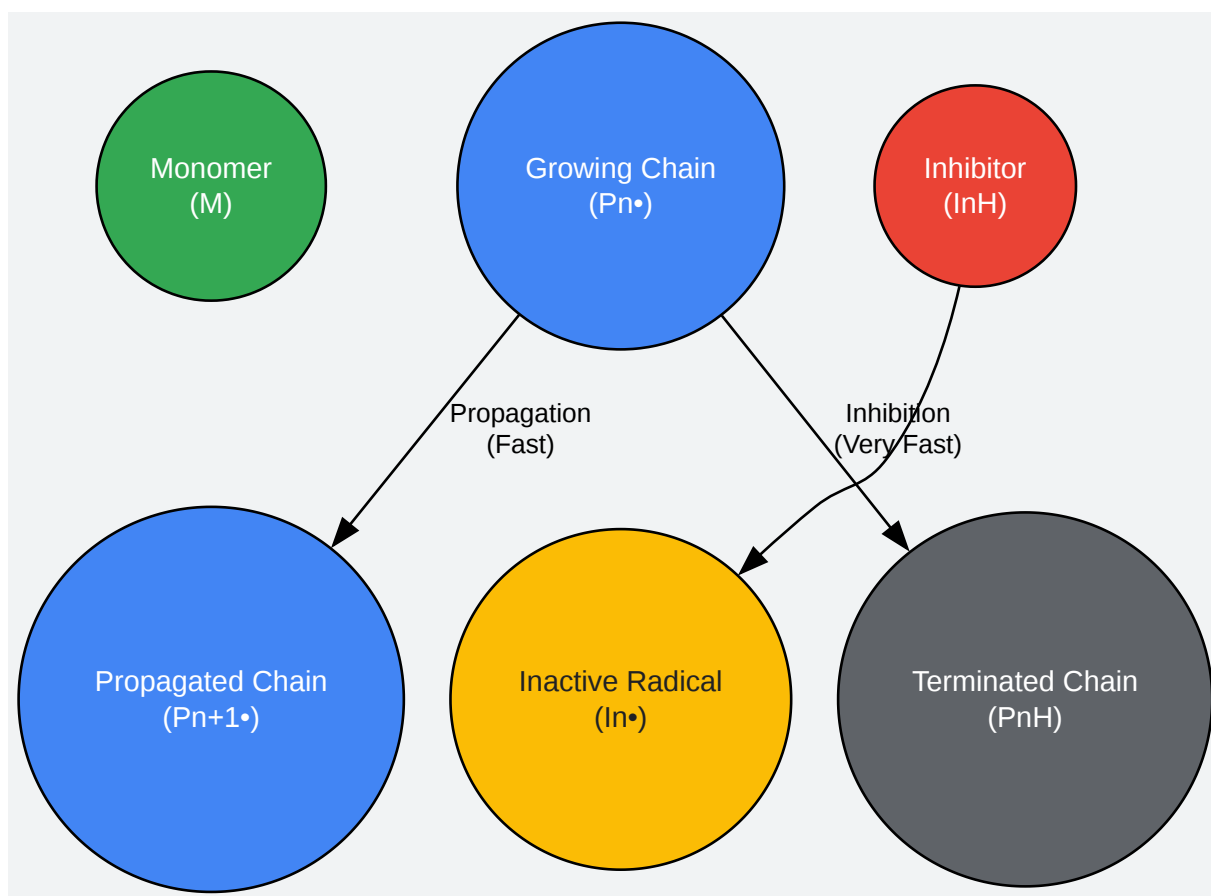 Monomer
(M)
Growing Chain
(Pn•)
Inhibitor
(InH)
Propagation
(Fast)
Inhibition
(Very Fast)
Propagated Chain
(Pn+1•)
Inactive Radical
(In•)
Terminated Chain
(PnH)